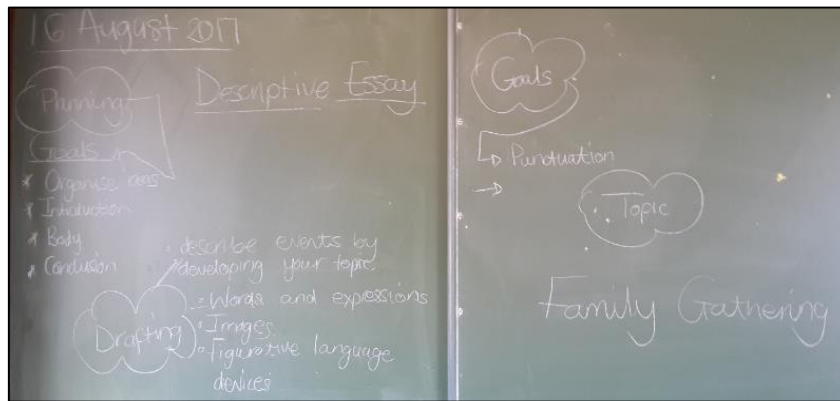 16 August 2017
Planning
Descriptive Essay
Goals
* Organise ideas
* Introduction
* Body
* Conclusion
Drafting
• describe events by
developing your topic.
• Words and expressions
• Images
• Figurative language
devices
Goals
→ Punctuation
→
Topic
Family Gathering